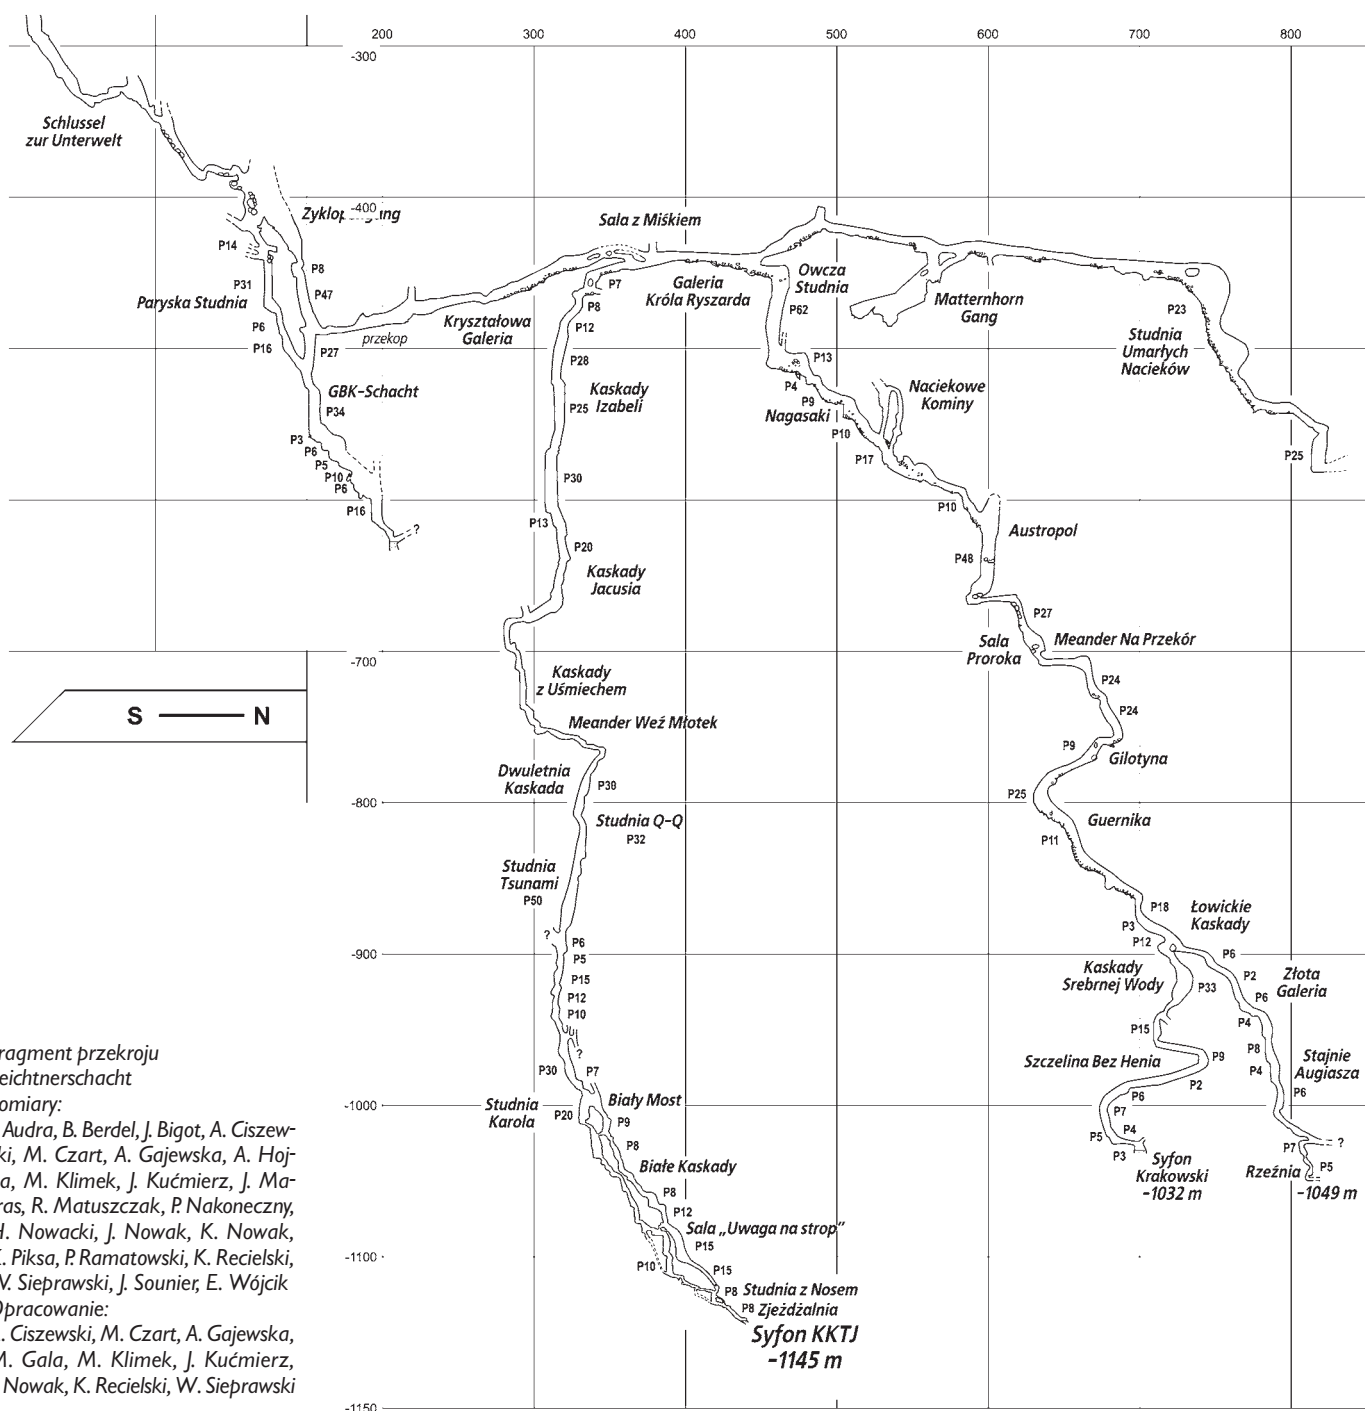 200
300
400
500
600
700
800
-300
Schlussel
zur Unterwelt
-400
P14
P31
Paryska Studnia
P6
P16
P8
P47
P27
GBK-Schacht
P34
P3
P6
P5
P10
P6
P16
?
przekop
Kryształowa
Galeria
Sala z Miśkiem
P7
P8
P12
P28
Kaskady
Izabeli
P25
P30
P13
P20
Kaskady
Jacusia
Galeria
Króla Ryszarda
Owcza
Studnia
P62
P13
P4
P9
Nagasaki
P10
P17
Naciekowe
Kominy
P10
Matternhorn
Gang
P23
Studnia
Umarłych
Nacieków
P25
Austropol
P48
P27
Sala
Proroka
Meander Na Przekór
P24
P24
P9
Gilotyna
P25
Guernika
P11
-700
S
N
Kaskady
z Uśmiechem
Meander Weź Młotek
Dwuletnia
Kaskada
P30
-800
Studnia Q-Q
P32
Studnia
Tsunami
P50
?
P6
P5
P15
P12
P10
?
P30
P7
-900
P18
P3
P12
Łowickie
Kaskady
P6
P2
P6
P4
Złota
Galeria
Kaskady
Srebrnej Wody
P33
P15
P8
P4
Szczelina Bez Henia
P9
P2
P6
P7
P4
P5
P3
Stajnie
Augiasza
P6
?
P7
P5
Syfon
Krakowski
-1032 m
Rzeźnia
-1049 m
-1000
Studnia
Karola
P20
Biały Most
P9
P8
Białe Kaskady
P8
P12
Sala „Uwaga na strop”
P15
P10
P15
-1100
P8
Studnia z Nosem
P8
Zjeżdżalnia
Syfon KKTJ
-1145 m
-1150
ragment przekroju
eichtnerschacht
omiary:
Audra, B. Berdel, J. Bigot, A. Ciszew-
ki, M. Czart, A. Gajewska, A. Hoj-
a, M. Klimek, J. Kućmierz, J. Ma-
ras, R. Matuszczak, P. Nakoneczny,
H. Nowacki, J. Nowak, K. Nowak,
. Piksa, P. Ramatowski, K. Recielski,
W. Sieprawski, J. Sounier, E. Wójcik
Opracowanie:
. Ciszewski, M. Czart, A. Gajewska,
M. Gala, M. Klimek, J. Kućmierz,
Nowak, K. Recielski, W. Sieprawski